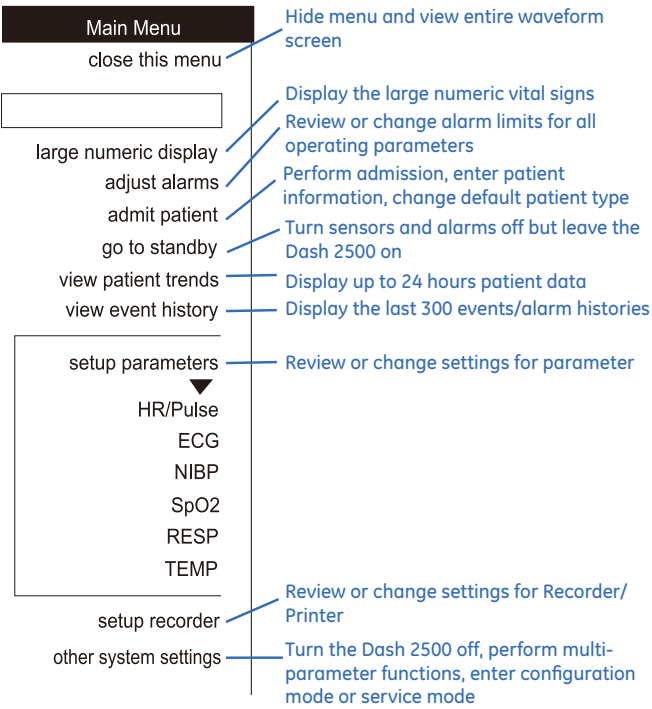 Main Menu
Hide menu and view entire waveform
screen
close this menu
Display the large numeric vital signs
Review or change alarm limits for all
operating parameters
large numeric display
adjust alarms
Perform admission, enter patient
information, change default patient type
admit patient
Turn sensors and alarms off but leave the
Dash 2500 on
go to standby
view patient trends
Display up to 24 hours patient data
view event history
Display the last 300 events/alarm histories
setup parameters
Review or change settings for parameter
HR/Pulse
ECG
NIBP
SpO2
RESP
TEMP
Review or change settings for Recorder/
Printer
setup recorder
other system settings
Turn the Dash 2500 off, perform multi-
parameter functions, enter configuration
mode or service mode